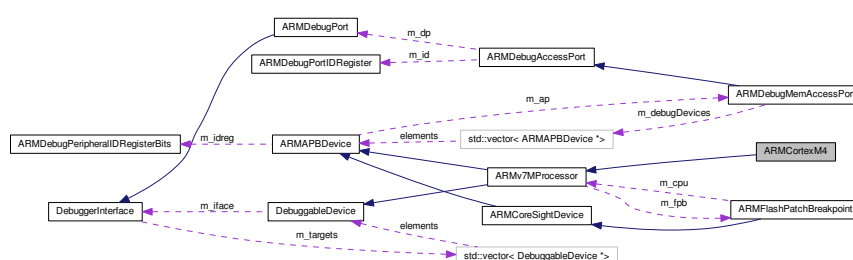 ARMDebugPort
m_dp
ARMDebugPortIDRegister
m_id
ARMDebugAccessPort
ARMDebugMemAccessPort
m_ap
m_debugDevices
ARMDebugPeripheralIDRegisterBits
m_idreg
ARMAPBDevice
elements
std::vector< ARMAPBDevice *>
ARMCortexM4
ARMv7MProcessor
m_cpu
m_fpb
DebuggerInterface
m_iface
DebuggableDevice
ARMCoreSightDevice
ARMFlashPatchBreakpoint
m_targets
elements
std::vector< DebuggableDevice *>